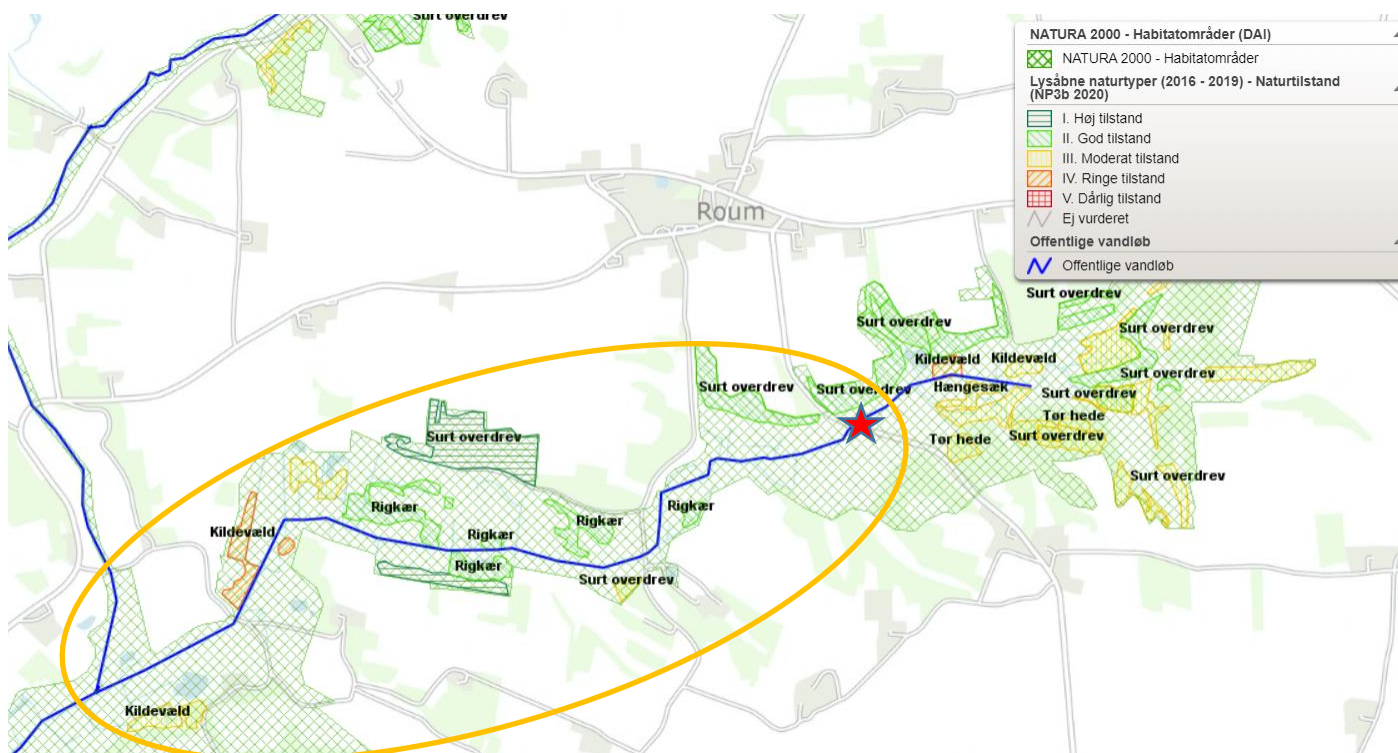 Surt overdrev
NATURA 2000 - Habitatområder (DAI)
NATURA 2000 - Habitatområder
Lysåbne naturtyper (2016 - 2019) - Naturtilstand
(NP3b 2020)
I. Høj tilstand
II. God tilstand
III. Moderat tilstand
IV. Ringe tilstand
V. Dårlig tilstand
Ej vurderet
Offentlige vandløb
Offentlige vandløb
Roum
Surt overdrev
Surt overdrev
Surt overdrev
Kildevæld
Kildevæld
Surt overdrev
Surt overdrev
Surt overdrev
Hængesæk
Surt overdrev
Tør hede
Surt overdrev
Tør hede
Surt overdrev
Surt overdrev
Rigkær
Rigkær
Rigkær
Kildevæld
Rigkær
Rigkær
Surt overdrev
Kildevæld